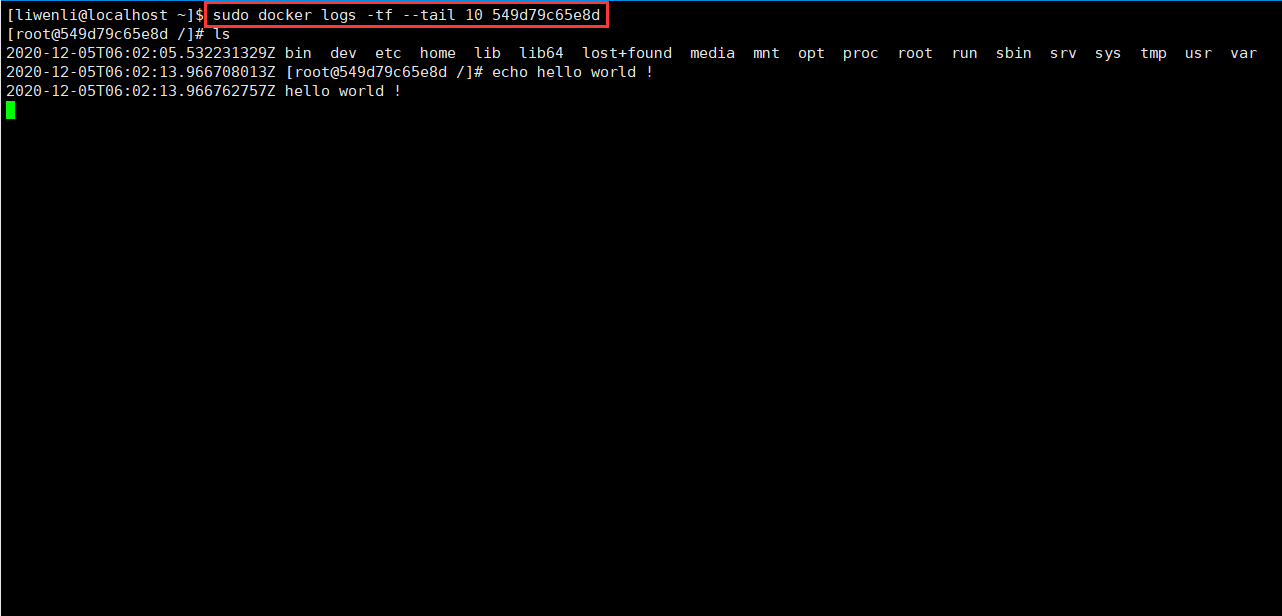 [liwenli@localhost ~]$ sudo docker logs -tf --tail 10 549d79c65e8d
[root@549d79c65e8d /]# ls
2020-12-05T06:02:05.532231329Z bin  dev  etc  home  lib  lib64  lost+found  media  mnt  opt  proc  root  run  sbin  srv  sys  tmp  usr  var
2020-12-05T06:02:13.966708013Z [root@549d79c65e8d /]# echo hello world !
2020-12-05T06:02:13.966762757Z hello world !